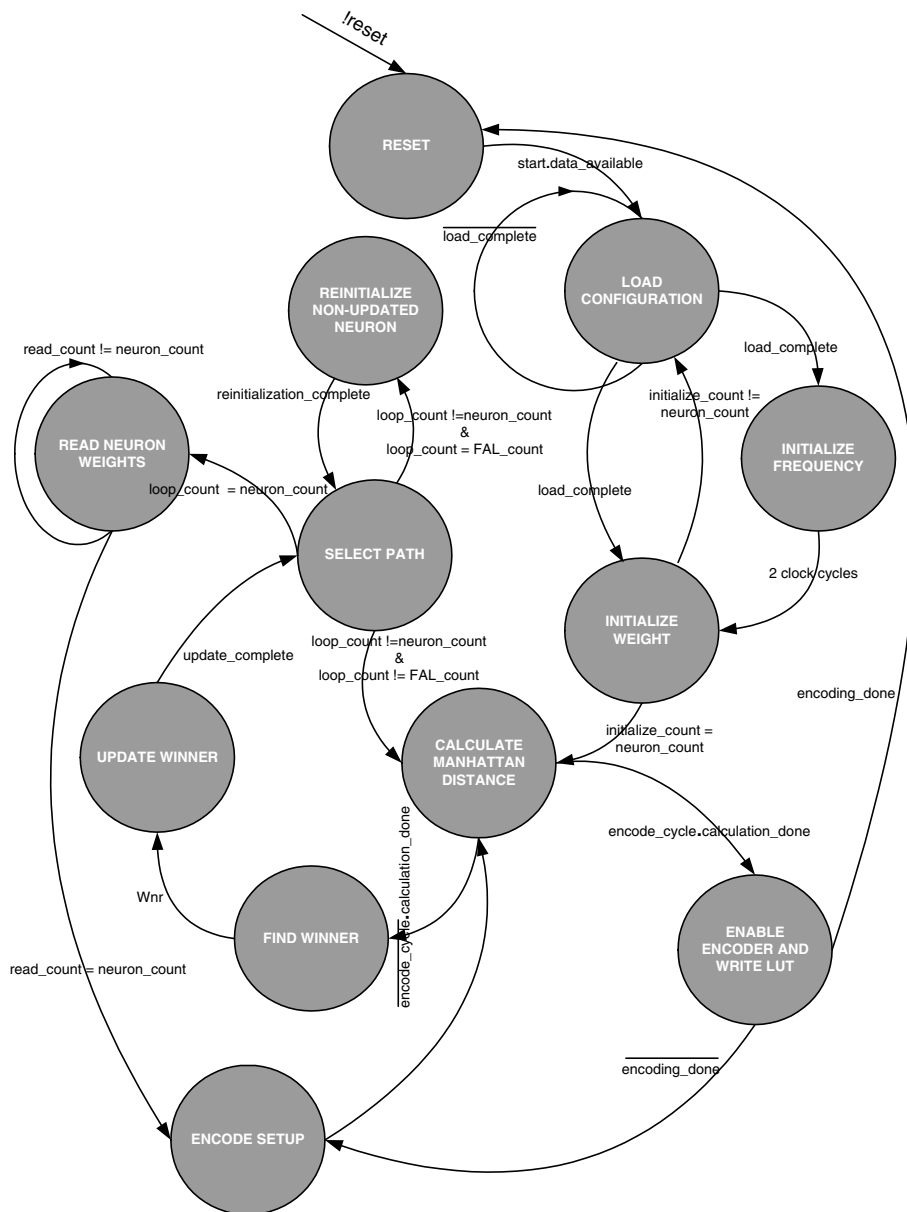 !reset
RESET
start.data_available
load_complete
LOAD
CONFIGURATION
REINITIALIZE
NON-UPDATED
NEURON
load_complete
read_count != neuron_count
reinitialization_complete
initialize_count !=
neuron_count
loop_count !=neuron_count
&
loop_count = FAL_count
READ NEURON
WEIGHTS
INITIALIZE
FREQUENCY
loop_count = neuron_count
load_complete
SELECT PATH
2 clock cycles
INITIALIZE
WEIGHT
loop_count !=neuron_count
&
loop_count != FAL_count
update_complete
encoding_done
initialize_count =
neuron_count
UPDATE WINNER
CALCULATE
MANHATTAN
DISTANCE
encode_cycle.calculation_done
encode_cycle.calculation_done
Wnr
FIND WINNER
ENABLE
ENCODER AND
WRITE LUT
read_count = neuron_count
encoding_done
ENCODE SETUP